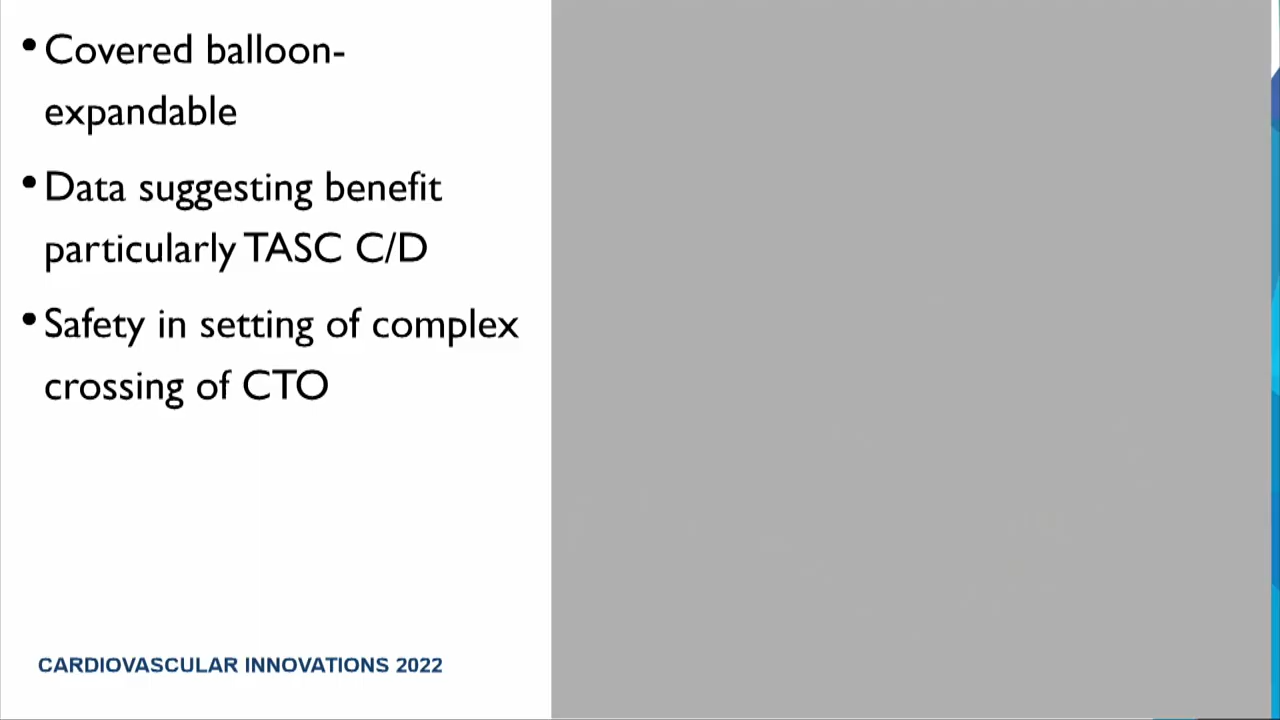 • Covered balloon-
expandable
• Data suggesting benefit
particularly TASC C/D
• Safety in setting of complex
crossing of CTO
CARDIOVASCULAR INNOVATIONS 2022